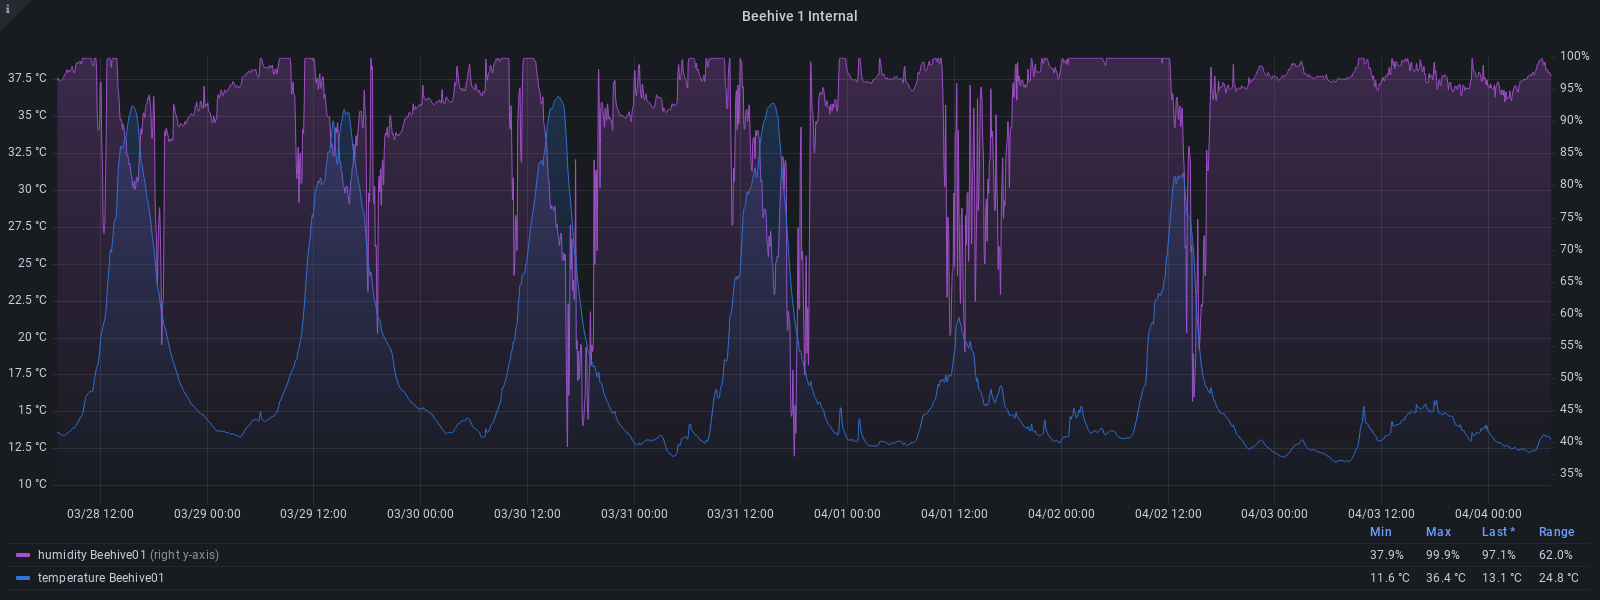 i
Beehive 1 Internal
37.5 °C
35 °C
32.5 °C
30 °C
27.5 °C
25 °C
22.5 °C
20 °C
17.5 °C
15 °C
12.5 °C
10 °C
100%
95%
90%
85%
80%
75%
70%
65%
60%
55%
50%
45%
40%
35%
03/28 12:00 03/29 00:00 03/29 12:00 03/30 00:00 03/30 12:00 03/31 00:00 03/31 12:00 04/01 00:00 04/01 12:00 04/02 00:00 04/02 12:00 04/03 00:00 04/03 12:00 04/04 00:00
Min Max Last * Range
humidity Beehive01 (right y-axis) 37.9% 99.9% 97.1% 62.0%
temperature Beehive01 11.6 °C 36.4 °C 13.1 °C 24.8 °C